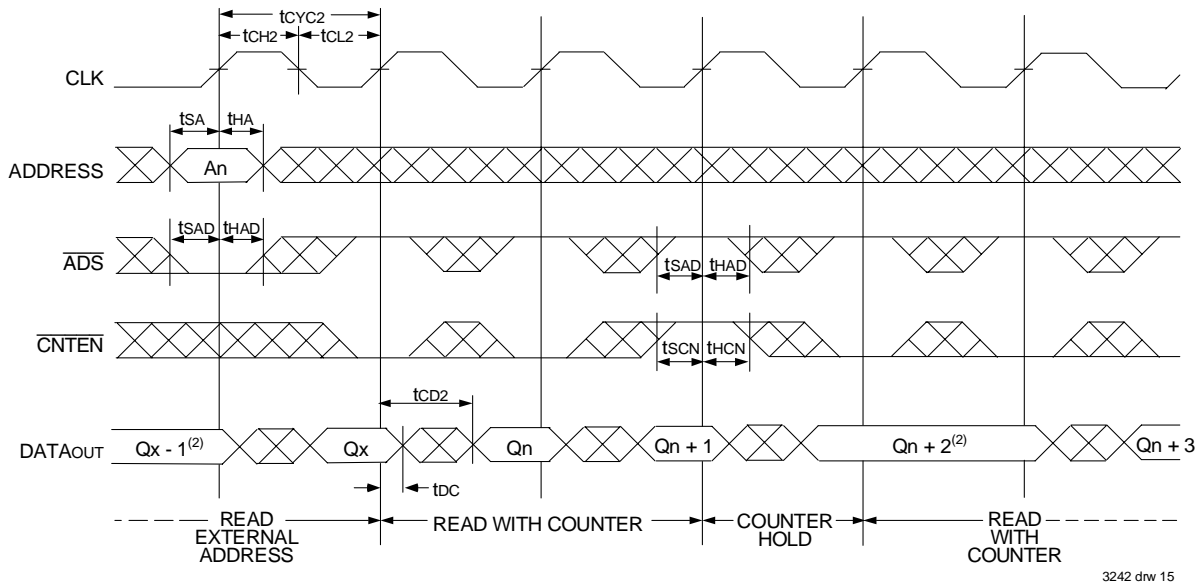 tCYC2
tCH2 tCL2
CLK
tSA tHA
ADDRESS An
tSAD tHAD
ADS
tSAD tHAD
CNTEN
tSCN tHCN
tCD2
DATAOUT Qx - 1(2) Qx Qn Qn + 1 Qn + 2(2) Qn + 3
tDC
READ
EXTERNAL
ADDRESS
READ WITH COUNTER
COUNTER
HOLD
READ
WITH
COUNTER
3242 drw 15